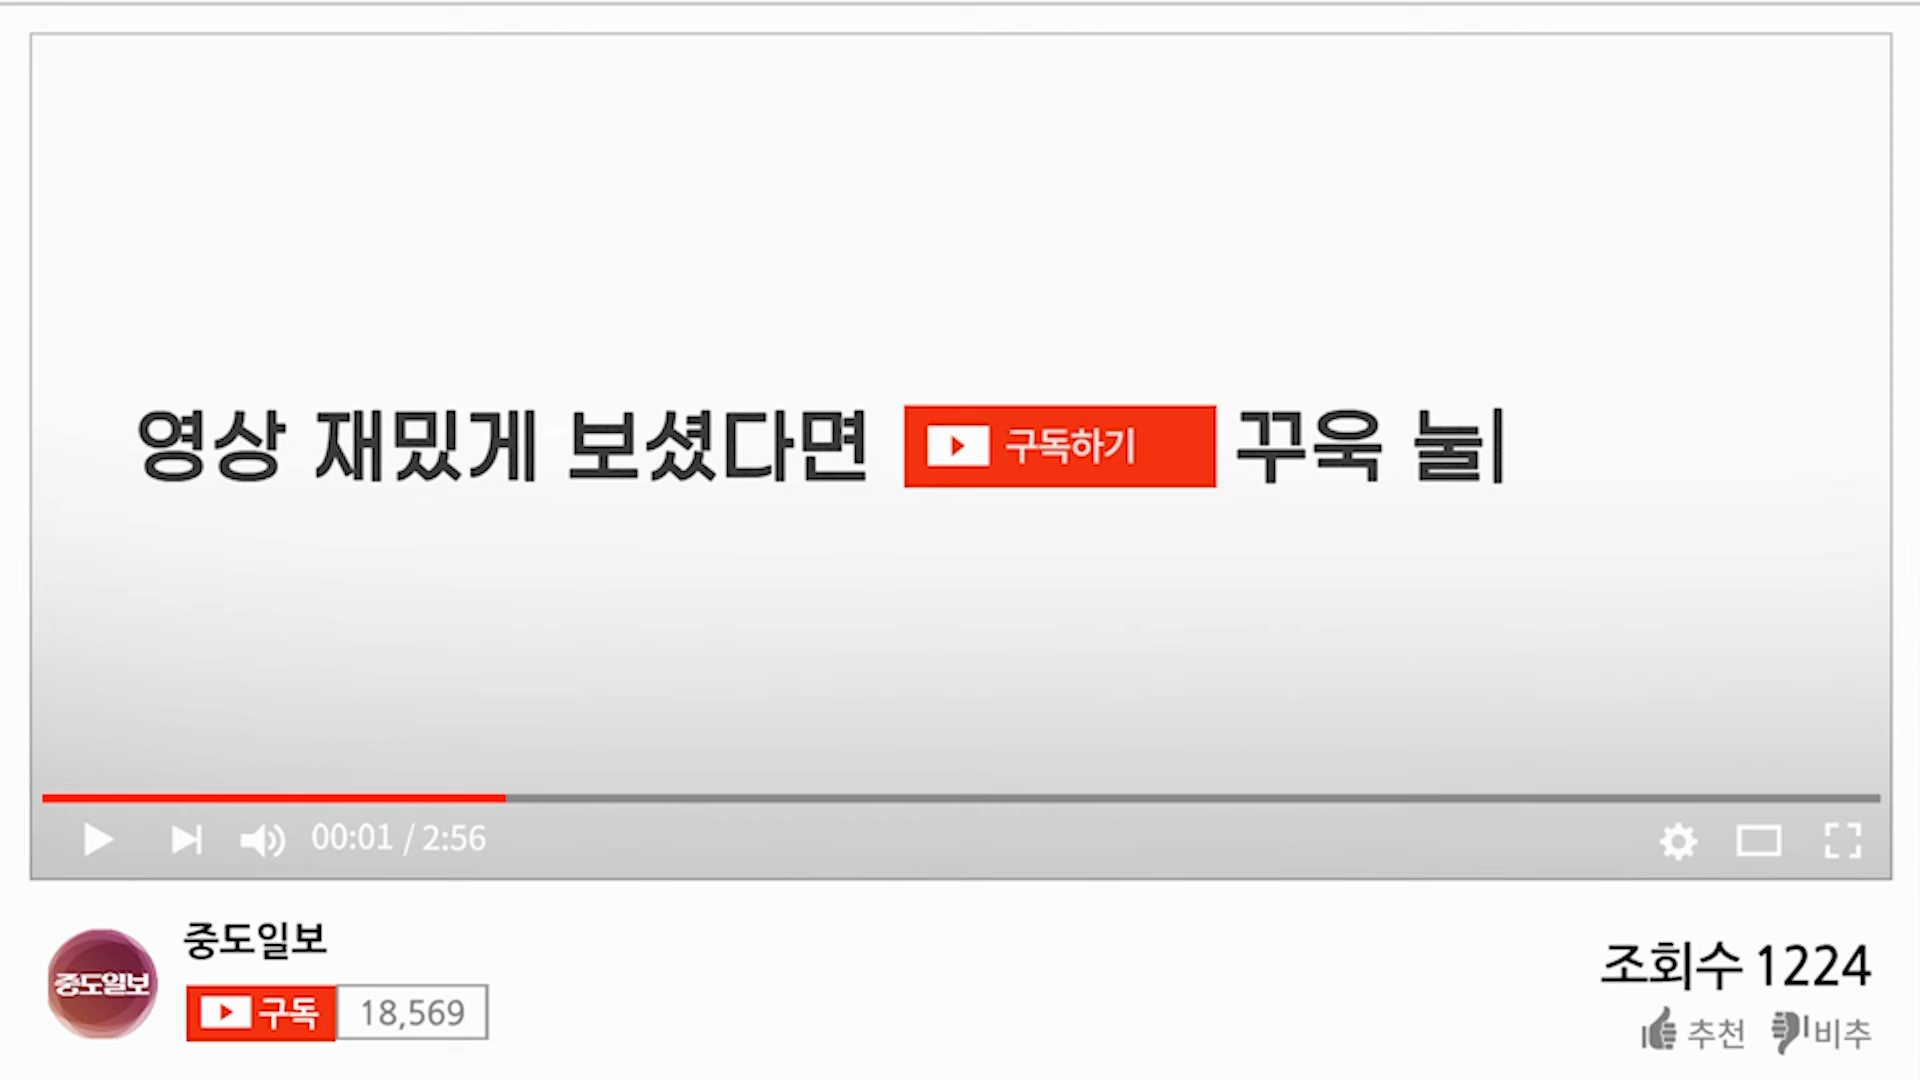 영상 재밌게 보셨다면 구독하기 꾸욱 눌
00:01 / 2:56
중도일보
중도일보
구독 18,569
조회수 1224
추천 비추